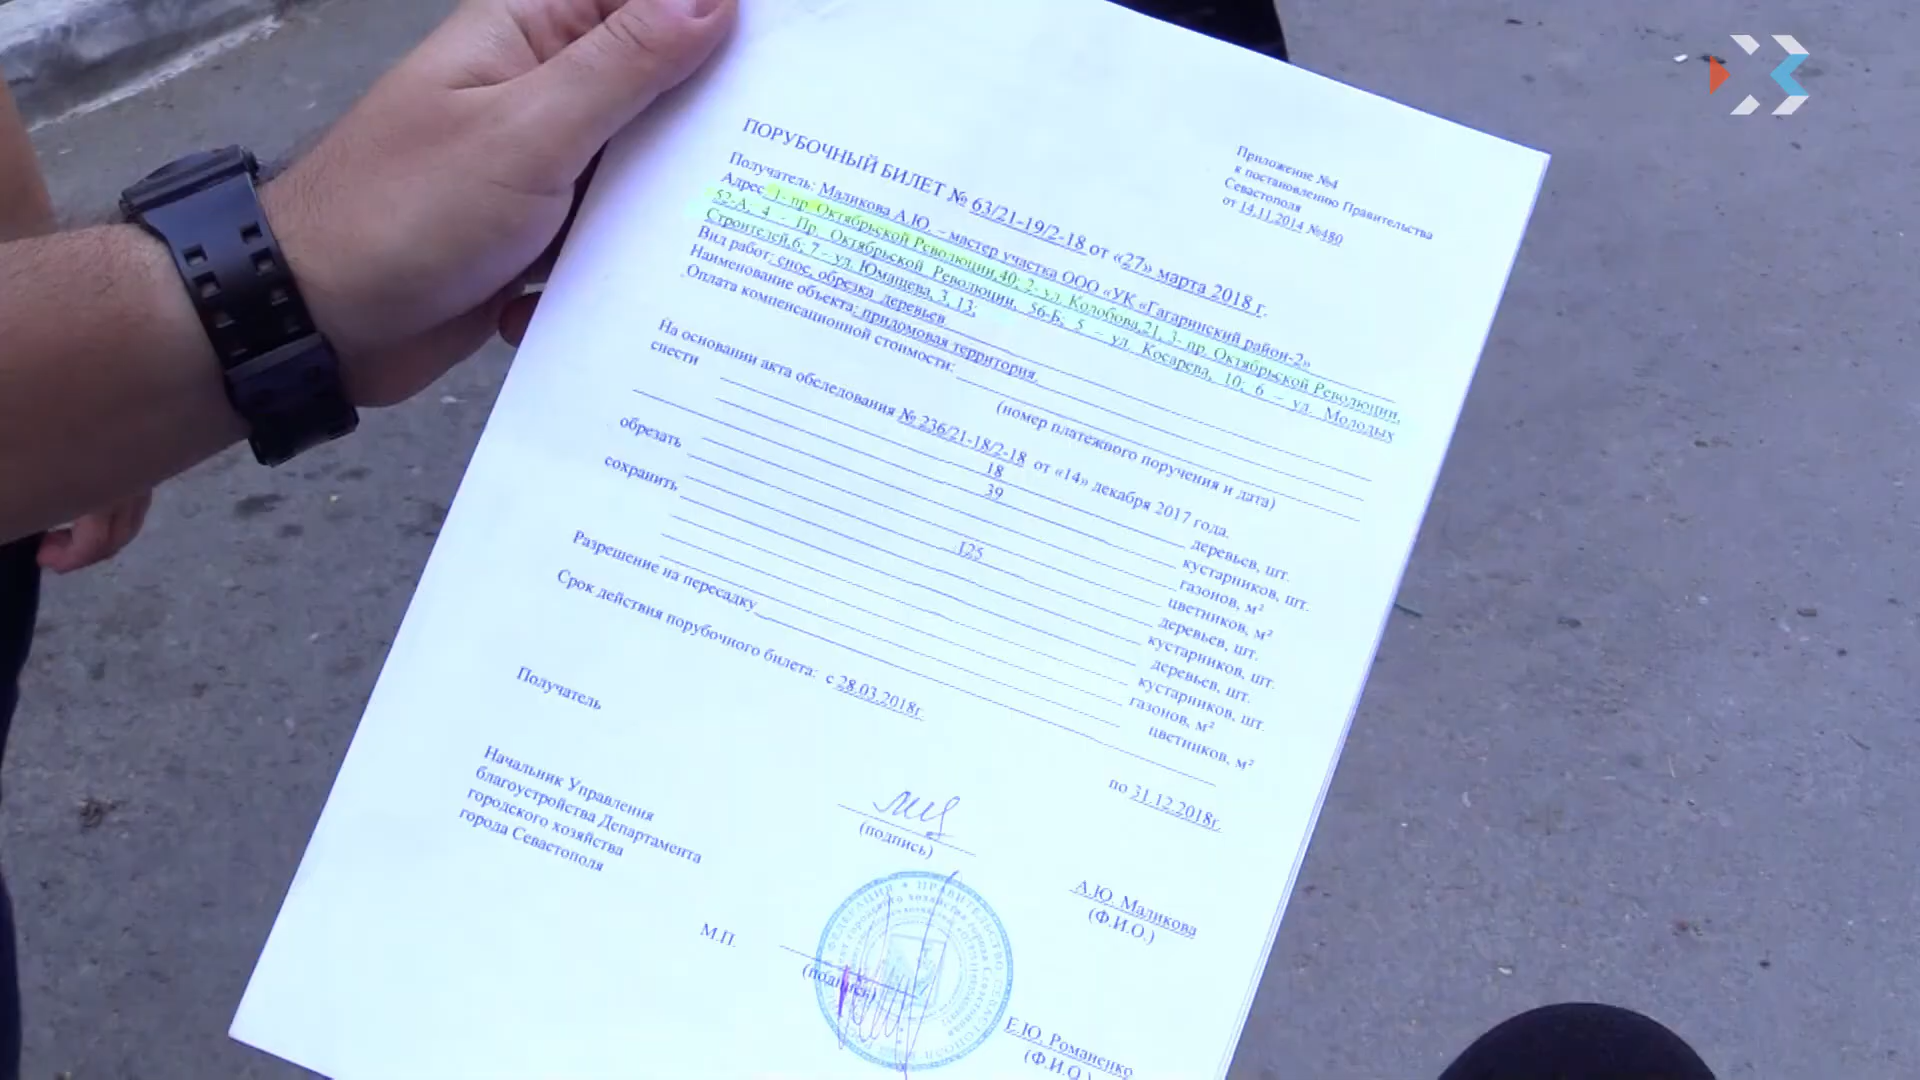 Приложение №4
к постановлению Правительства
Севастополя
от 14.11.2014 №480
ПОРУБОЧНЫЙ БИЛЕТ № 63/21-19/2-18 от «27» марта 2018 г.
Получатель: Маликова А.Ю. – мастер участка ООО «УК «Гагаринский район-2»
Адрес: 1- пр. Октябрьской Революции,40; 2- ул. Колобова,21, 3- пр. Октябрьской Революции,
52-А; 4 - Пр. Октябрьской Революции, 56-Б; 5 – ул. Косарева, 10; 6 – ул. Молодых
Строителей,6; 7 – ул. Юмашева, 3, 13;
Вид работ: снос, обрезка деревьев
Наименование объекта: придомовая территория
Оплата компенсационной стоимости:
(номер платежного поручения и дата)
На основании акта обследования № 236/21-18/2-18 от «14» декабря 2017 года.
снести 18 деревьев, шт.
39 кустарников, шт.
газонов, м²
цветников, м²
обрезать 125 деревьев, шт.
кустарников, шт.
сохранить деревьев, шт.
кустарников, шт.
газонов, м²
цветников, м²
Разрешение на пересадку
Срок действия порубочного билета: с 28.03.2018г. по 31.12.2018г.
Получатель
(подпись)
А.Ю. Маликова
(Ф.И.О.)
Начальник Управления
благоустройства Департамента
городского хозяйства
города Севастополя
М.П.
(подпись)
Е.Ю. Романенко
(Ф.И.О.)